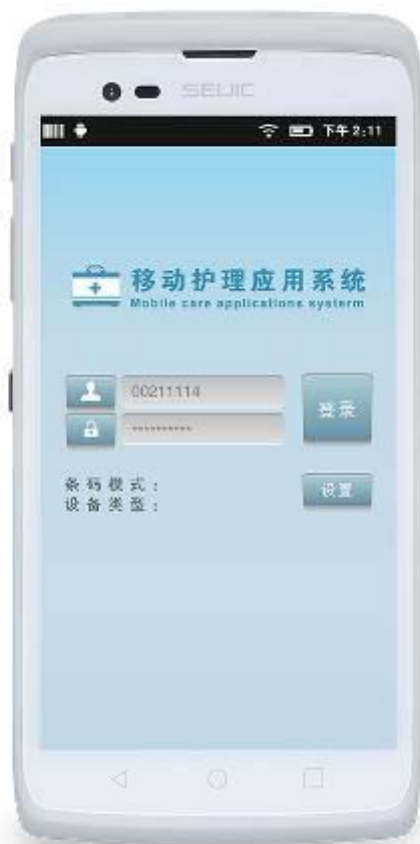 SEUIC
下午 2:11
移动护理应用系统
Mobile care applications systerm
00211114
登录
**********
条码模式：
设备类型：
设置